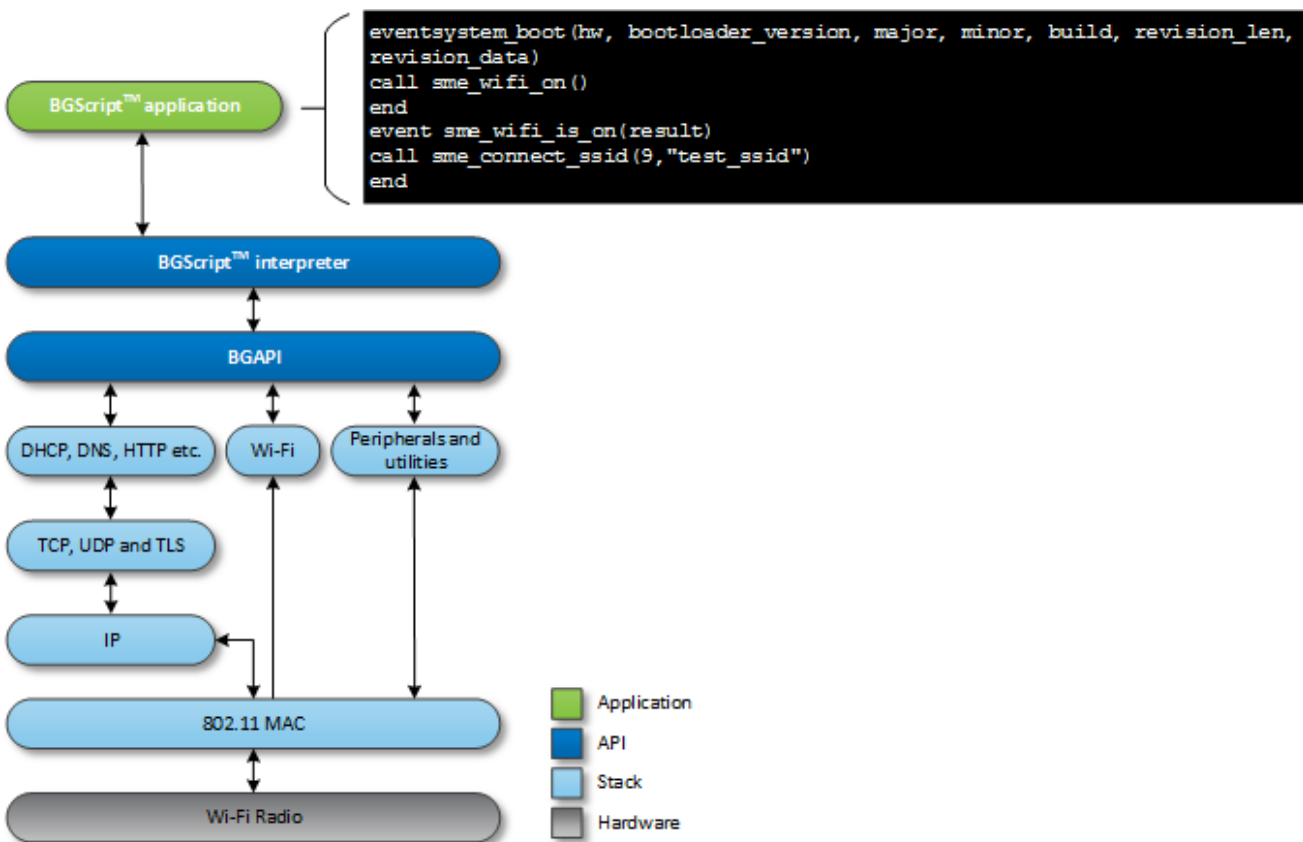 eventsystem_boot(hw, bootloader_version, major, minor, build, revision_len,
revision_data)
call sme_wifi_on()
end
event sme_wifi_is_on(result)
call sme_connect_ssid(9,"test_ssid")
end
BGScript™ application
BGScript™ interpreter
BGAPI
DHCP, DNS, HTTP etc.
Wi-Fi
Peripherals and
utilities
TCP, UDP and TLS
IP
802.11 MAC
Wi-Fi Radio
Application
API
Stack
Hardware